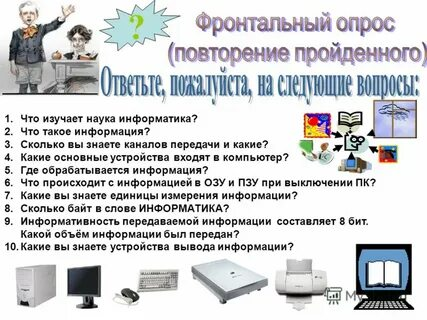 Фронтальный опрос
(повторение пройденного)
Ответьте, пожалуйста, на следующие вопросы:
1. Что изучает наука информатика?
2. Что такое информация?
3. Сколько вы знаете каналов передачи и какие?
4. Какие основные устройства входят в компьютер?
5. Где обрабатывается информация?
6. Что происходит с информацией в ОЗУ и ПЗУ при выключении ПК?
7. Какие вы знаете единицы измерения информации?
8. Сколько байт в слове ИНФОРМАТИКА?
9. Информативность передаваемой информации составляет 8 бит.
Какой объём информации был передан?
10. Какие вы знаете устройства вывода информации?